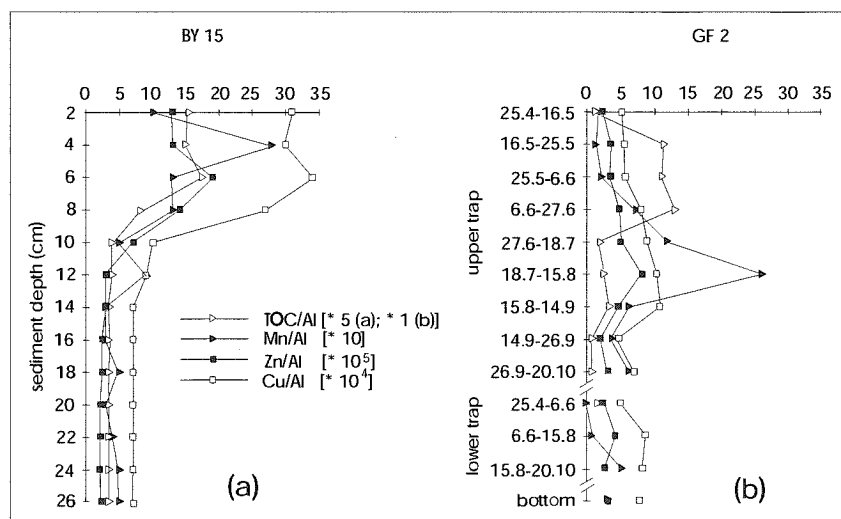 BY 15
GF 2
0 5 10 15 20 25 30 35
0 5 10 15 20 25 30 35
sediment depth (cm)
2
4
6
8
10
12
14
16
18
20
22
24
26
TOC/Al [* 5 (a); * 1 (b)]
Mn/Al [* 10]
Zn/Al [* 10⁵]
Cu/Al [* 10⁴]
(a)
upper trap
25.4-16.5
16.5-25.5
25.5-6.6
6.6-27.6
27.6-18.7
18.7-15.8
15.8-14.9
14.9-26.9
26.9-20.10
lower trap
25.4-6.6
6.6-15.8
15.8-20.10
bottom
(b)